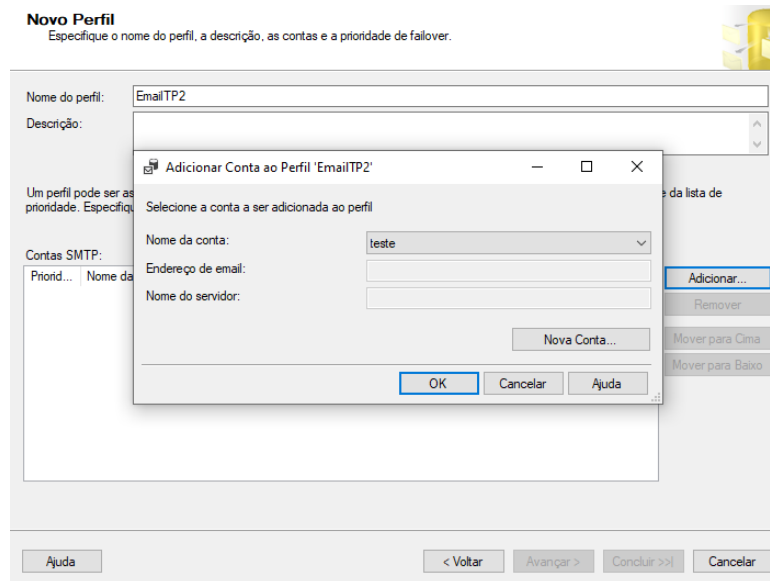 Novo Perfil
Especifique o nome do perfil, a descrição, as contas e a prioridade de failover.
Nome do perfil:
EmailTP2
Descrição:
Adicionar Conta ao Perfil 'EmailTP2'
Um perfil pode ser as
e da lista de
prioridade. Especifiqu
Selecione a conta a ser adicionada ao perfil
Nome da conta:
teste
Endereço de email:
Nome do servidor:
Nova Conta...
OK
Cancelar
Ajuda
Contas SMTP:
Priorid...
Nome da
Adicionar...
Remover
Mover para Cima
Mover para Baixo
Ajuda
< Voltar
Avançar >
Concluir >>|
Cancelar